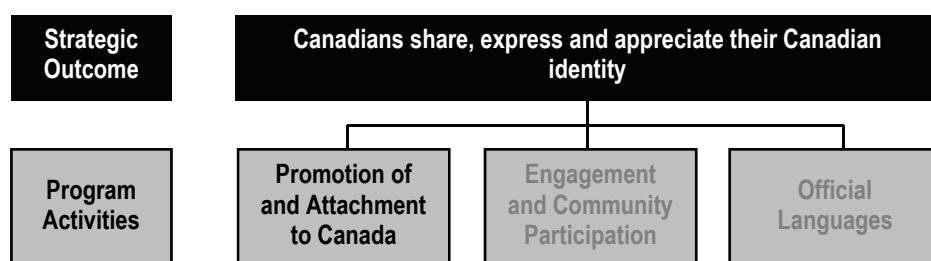 Strategic
Outcome
Canadians share, express and appreciate their Canadian
identity
Program
Activities
Promotion of
and Attachment
to Canada
Engagement
and Community
Participation
Official
Languages